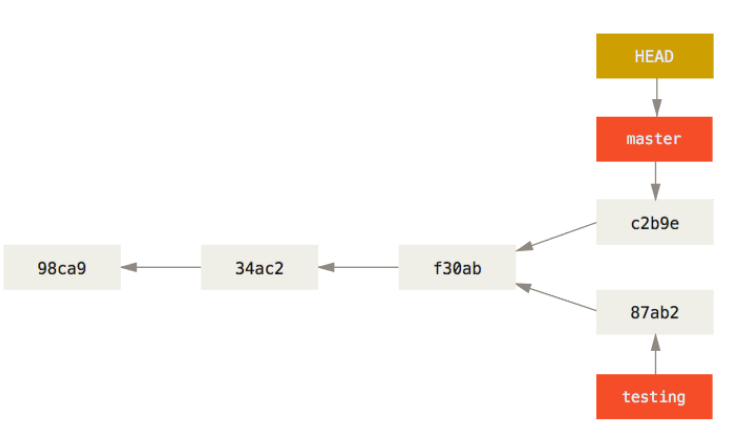 HEAD
master
c2b9e
98ca9
34ac2
f30ab
87ab2
testing